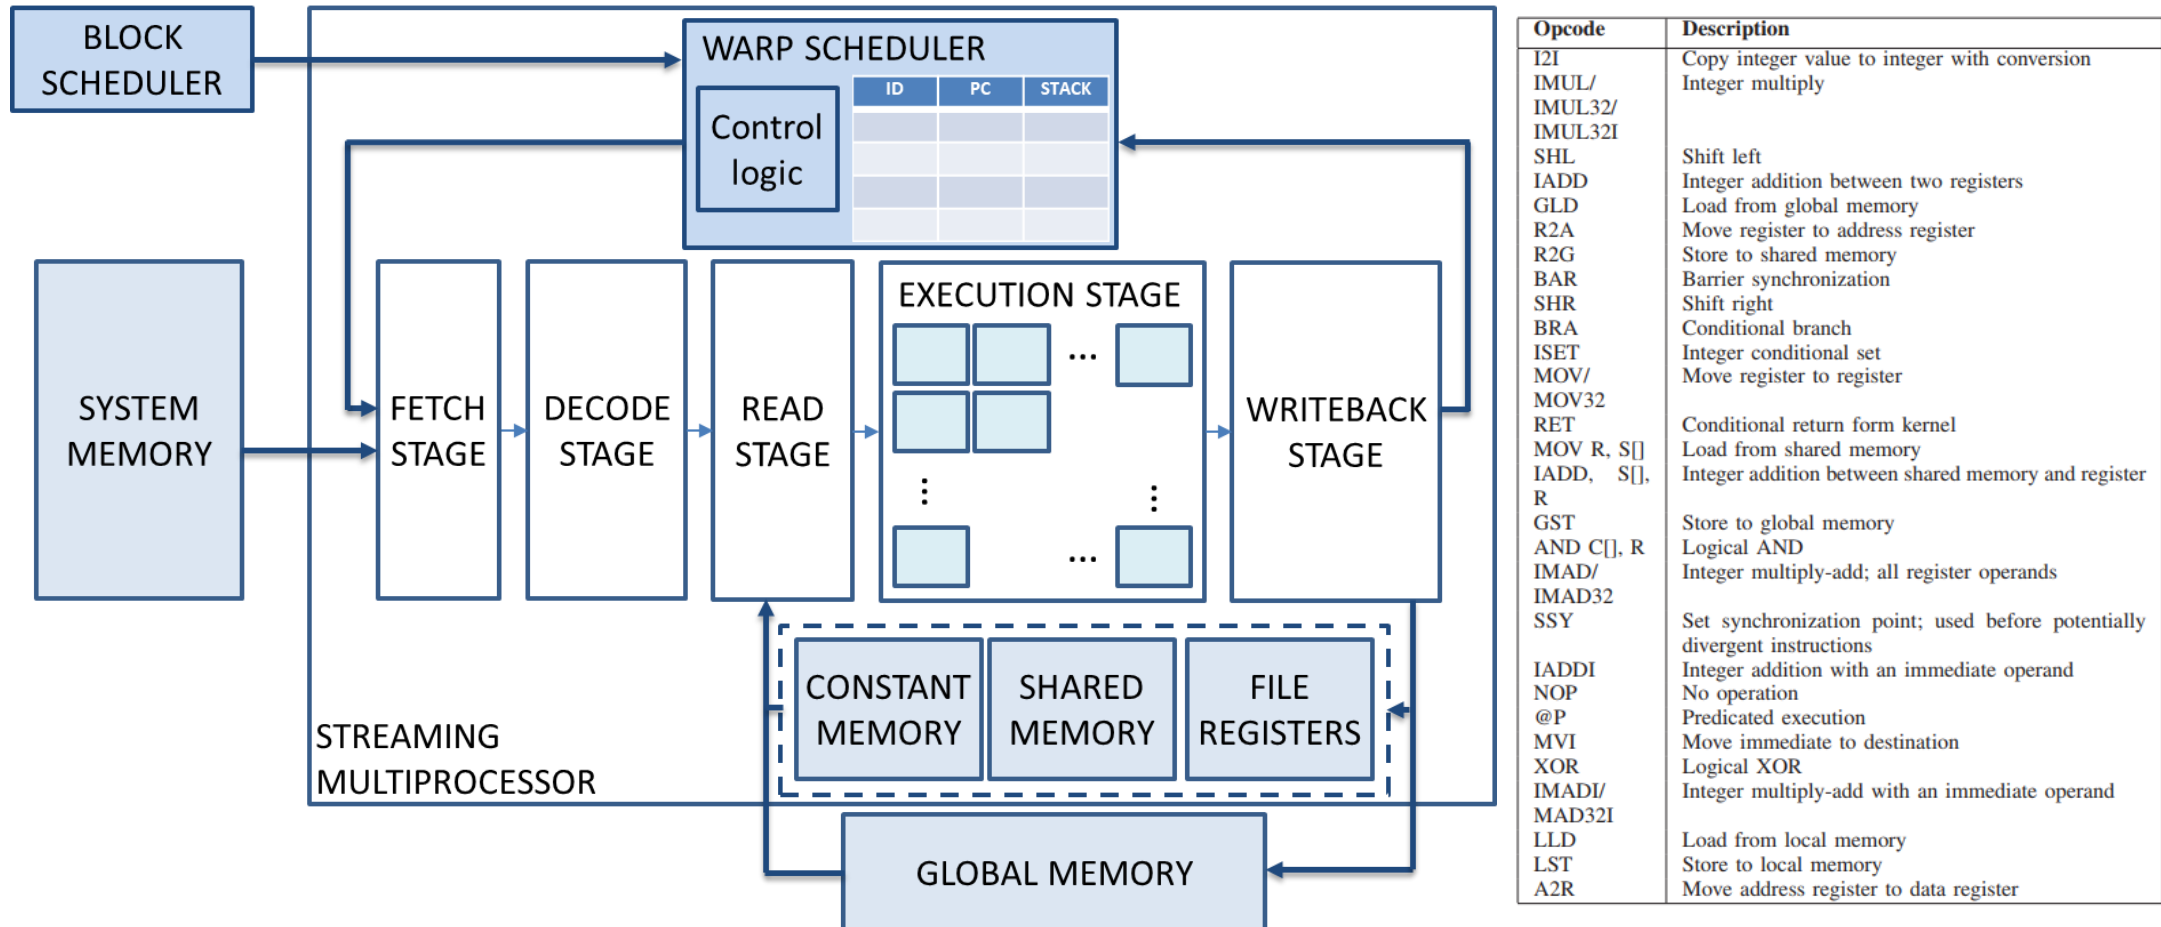 BLOCK
SCHEDULER
WARP SCHEDULER
ID PC STACK
Control
logic
SYSTEM
MEMORY
FETCH
STAGE
DECODE
STAGE
READ
STAGE
EXECUTION STAGE
...
...
...
...
WRITEBACK
STAGE
CONSTANT
MEMORY
SHARED
MEMORY
FILE
REGISTERS
STREAMING
MULTIPROCESSOR
GLOBAL MEMORY
Opcode Description
I2I Copy integer value to integer with conversion
IMUL/ Integer multiply
IMUL32/
IMUL32I
SHL Shift left
IADD Integer addition between two registers
GLD Load from global memory
R2A Move register to address register
R2G Store to shared memory
BAR Barrier synchronization
SHR Shift right
BRA Conditional branch
ISET Integer conditional set
MOV/ Move register to register
MOV32
RET Conditional return form kernel
MOV R, S[] Load from shared memory
IADD, S[], Integer addition between shared memory and register
R
GST Store to global memory
AND C[], R Logical AND
IMAD/ Integer multiply-add; all register operands
IMAD32
SSY Set synchronization point; used before potentially
divergent instructions
IADDI Integer addition with an immediate operand
NOP No operation
@P Predicated execution
MVI Move immediate to destination
XOR Logical XOR
IMADI/ Integer multiply-add with an immediate operand
MAD32I
LLD Load from local memory
LST Store to local memory
A2R Move address register to data register